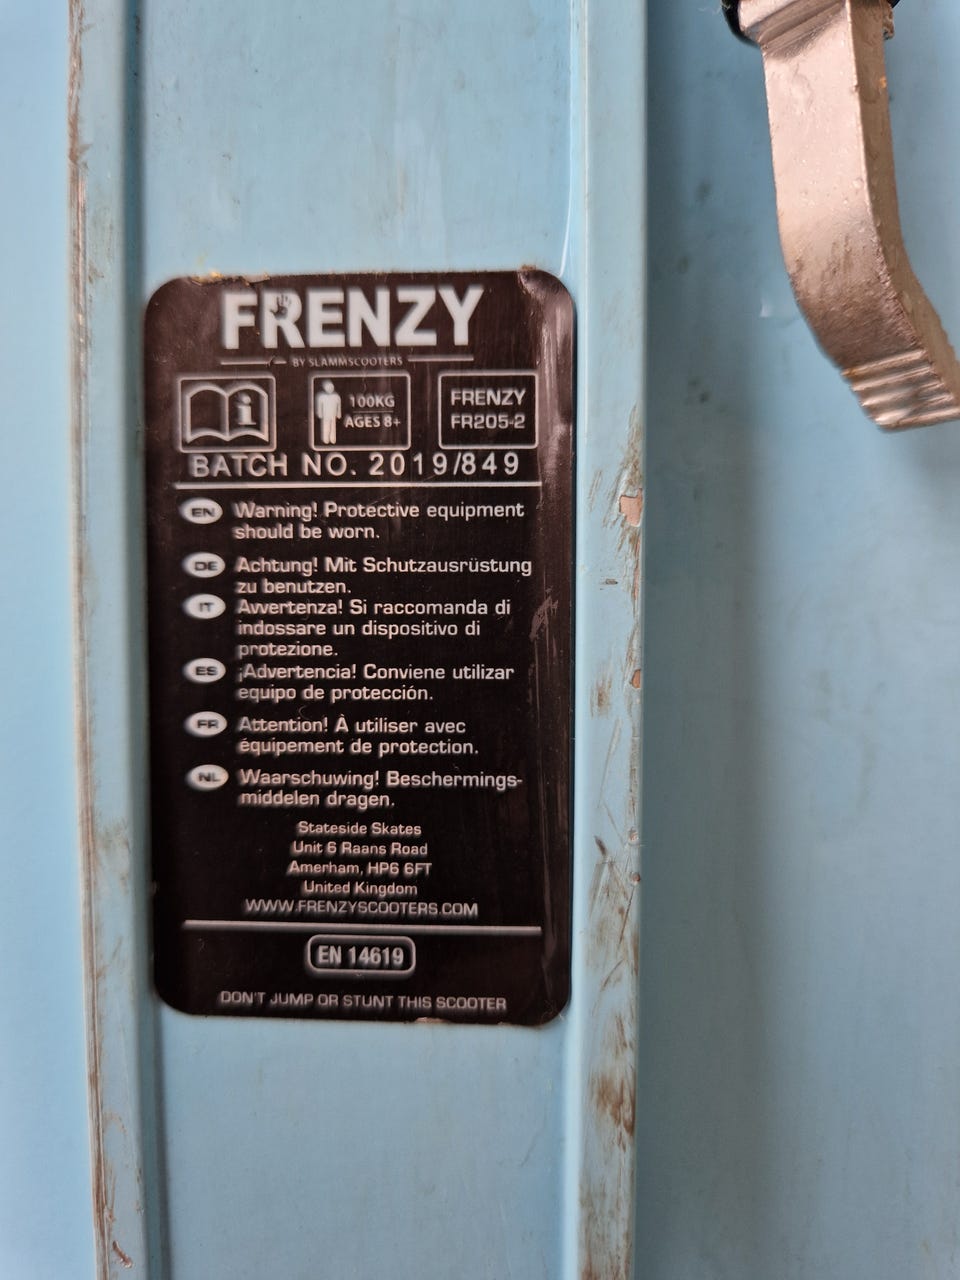 FRENZY
BY SLAMMSCOOTERS
i
100KG
AGES 8+
FRENZY
FR205-2
BATCH NO. 2019/849
EN Warning! Protective equipment
should be worn.
DE Achtung! Mit Schutzausrüstung
zu benutzen.
IT Avvertenza! Si raccomanda di
indossare un dispositivo di
protezione.
ES ¡Advertencia! Conviene utilizar
equipo de protección.
FR Attention! À utiliser avec
équipement de protection.
NL Waarschuwing! Beschermings-
middelen dragen.
Stateside Skates
Unit 6 Raans Road
Amerham, HP6 6FT
United Kingdom
WWW.FRENZYSCOOTERS.COM
EN 14619
DON'T JUMP OR STUNT THIS SCOOTER